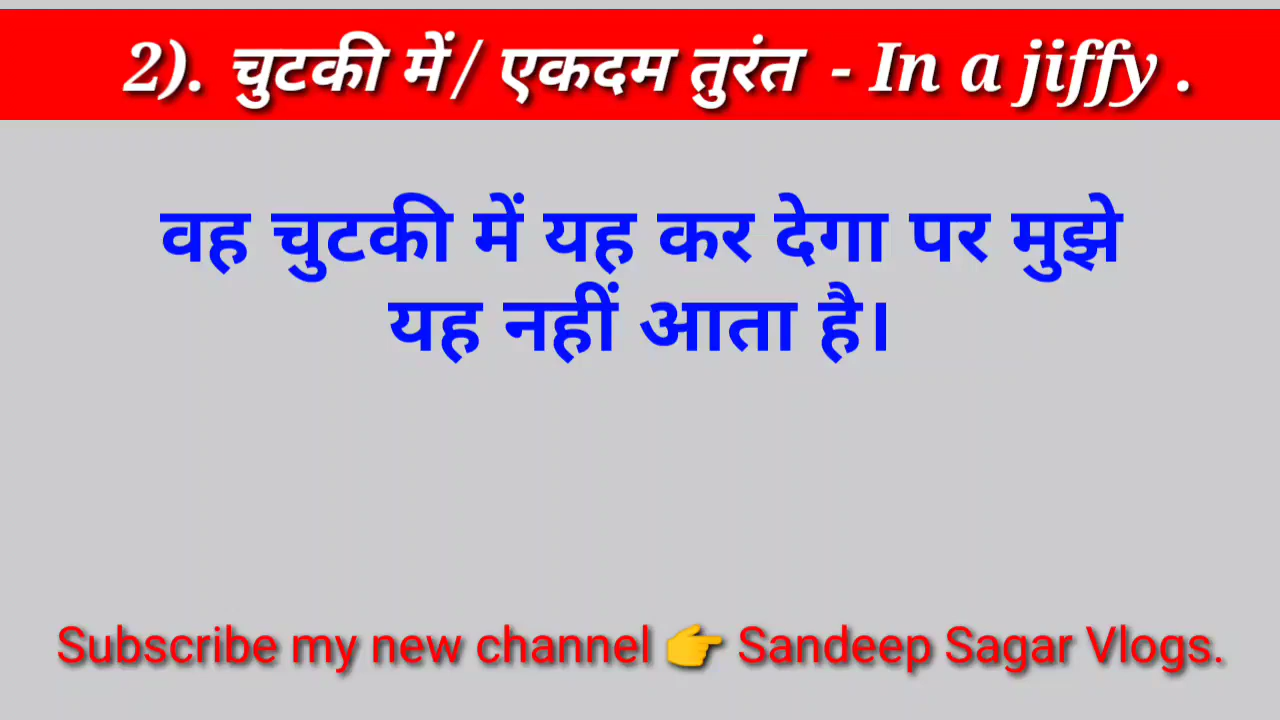 2). चुटकी में/ एकदम तुरंत - In a jiffy .
वह चुटकी में यह कर देगा पर मुझे
यह नहीं आता है।
Subscribe my new channel 👉 Sandeep Sagar Vlogs.